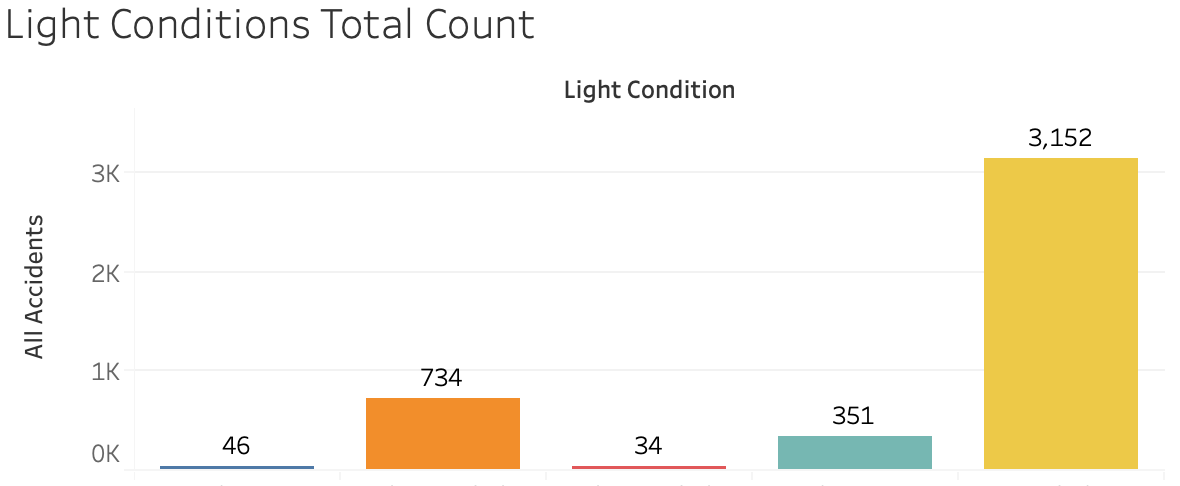 Light Conditions Total Count
Light Condition
3,152
3K
All Accidents
2K
1K
734
351
46
34
0K